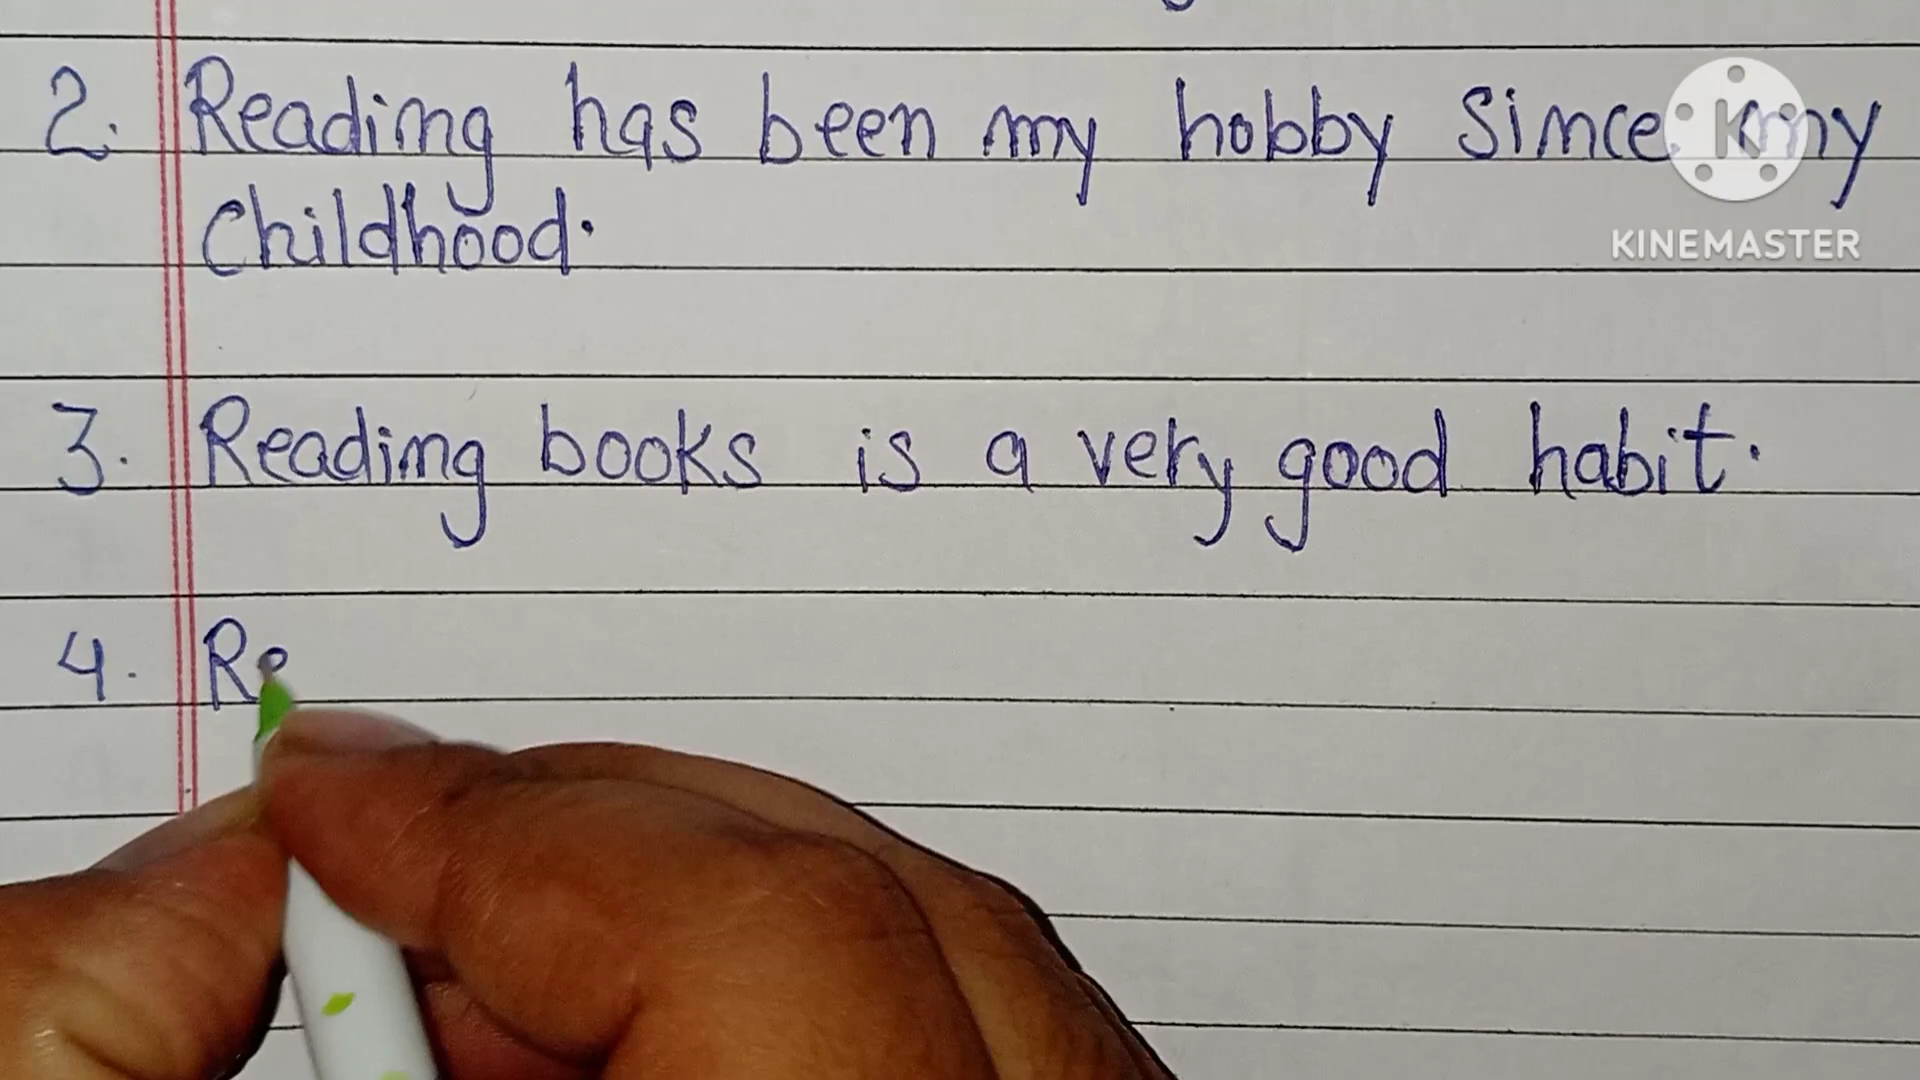 2. Reading has been my hobby since my
Childhood.
3. Reading books is a very good habit.
4. Re
KINEMASTER